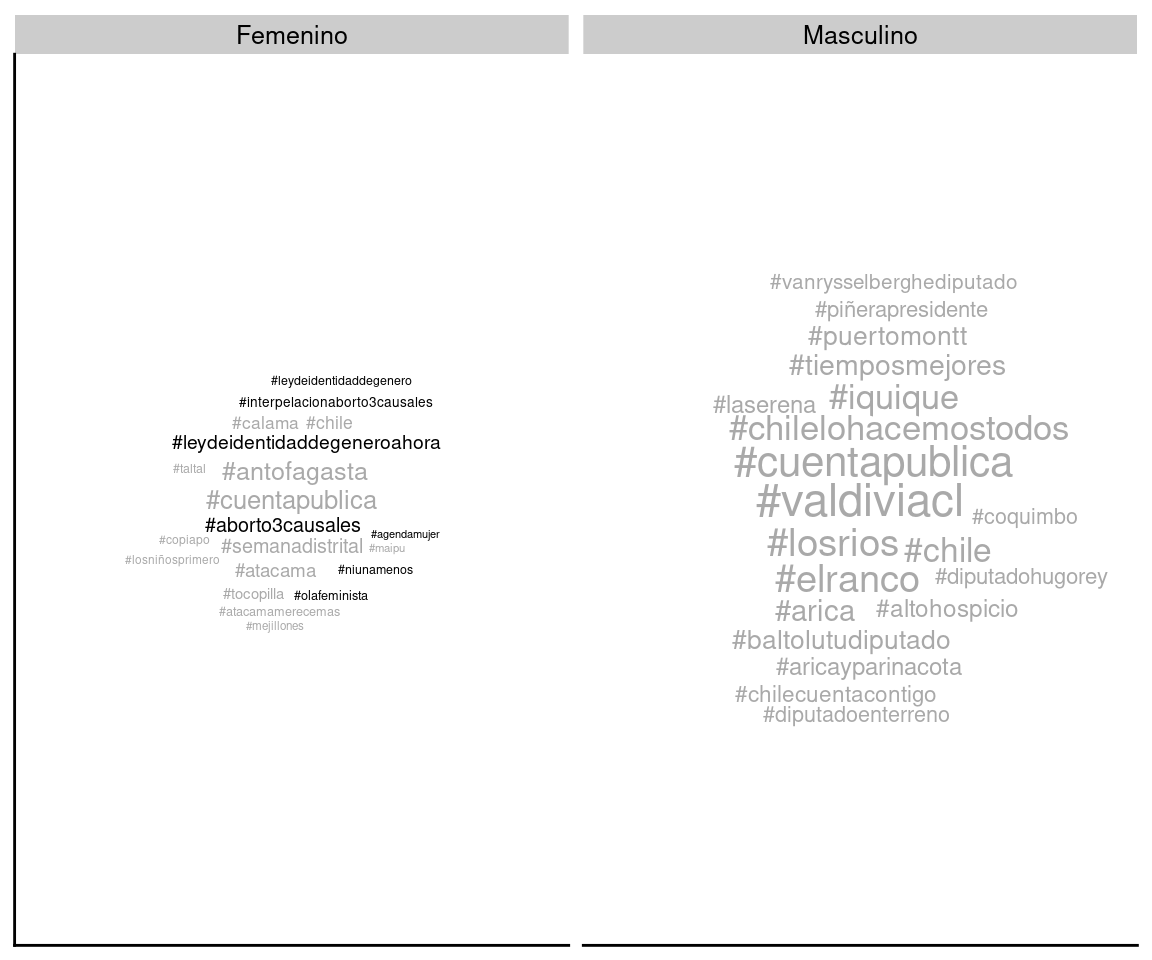 Femenino
#leydeidentidaddegenero
#interpelacionaborto3causales
#calama #chile
#leydeidentidaddegeneroahora
#taltal #antofagasta
#cuentapublica
#aborto3causales #agendamujer
#copiapo #semanadistrital #maipu
#losniñosprimero #atacama #niunamenos
#tocopilla #olafeminista
#atacamamerecemas
#mejillones
Masculino
#vanrysselberghediputado
#piñerapresidente
#puertomontt
#tiemposmejores
#laserena #iquique
#chilelohacemostodos
#cuentapublica
#valdiviacl #coquimbo
#losrios #chile
#elranco #diputadohugorey
#arica #altohospicio
#baltolutudiputado
#aricayparinacota
#chilecuentacontigo
#diputadoenterreno